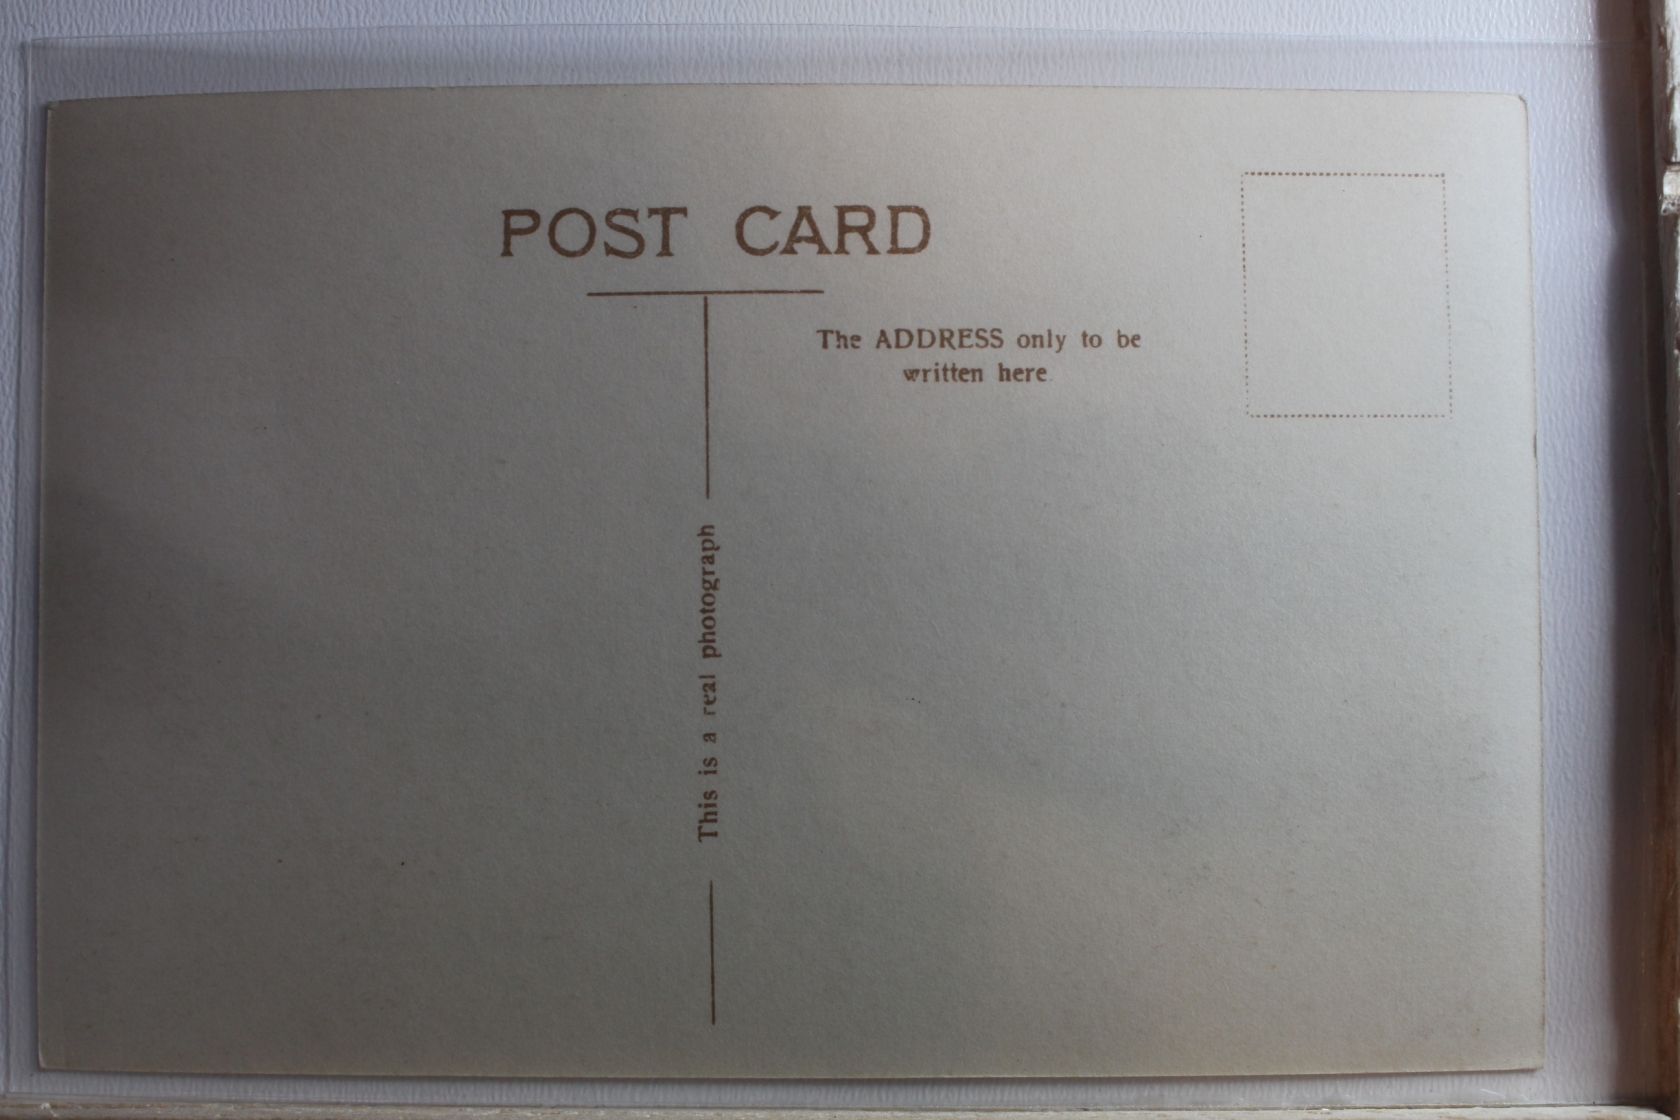 POST CARD
The ADDRESS only to be
written here
This is a real photograph